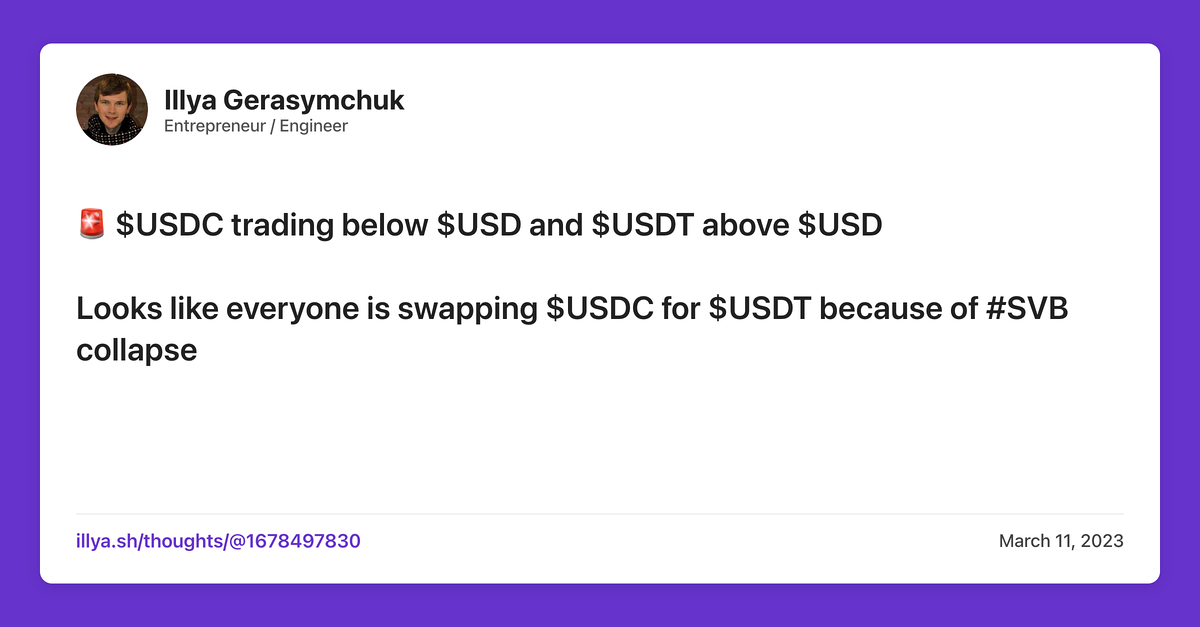 Illya Gerasymchuk
Entrepreneur / Engineer
🚨 $USDC trading below $USD and $USDT above $USD
Looks like everyone is swapping $USDC for $USDT because of #SVB
collapse
illya.sh/thoughts/@1678497830
March 11, 2023